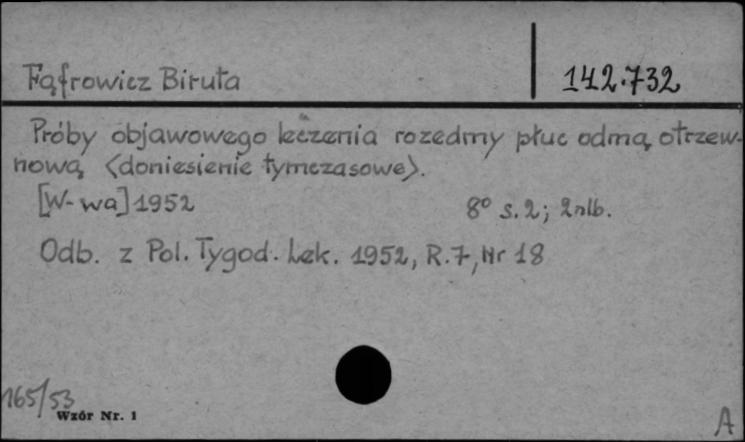 Fąfrowicz Biruta
142.732
Próby objawowego leczenia rozedmy płuc odmą otrzew-
nową <doniesienie tymczasowe>.
[W-wa] 1952
8° s. 2; 2nlb.
Odb. z Pol. Tygod. Lek. 1952, R.7, Nr 18
165/53
Wzór Nr. 1
A